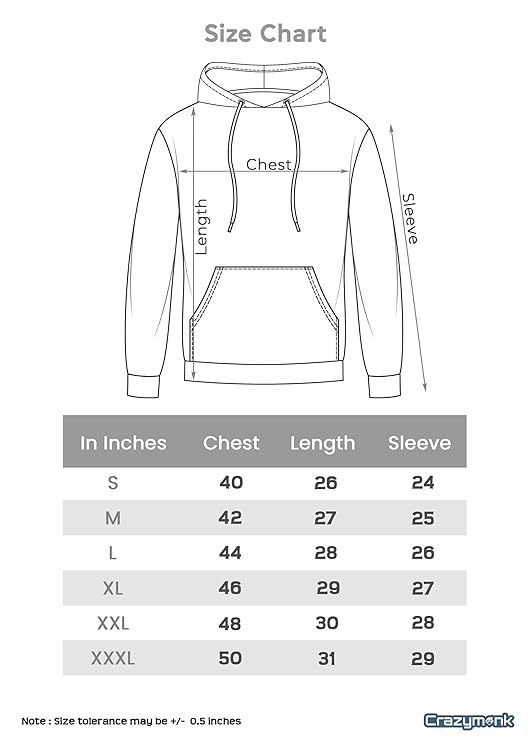 Size Chart
Chest
Length
Sleeve
In Inches Chest Length Sleeve
S 40 26 24
M 42 27 25
L 44 28 26
XL 46 29 27
XXL 48 30 28
XXXL 50 31 29
Note : Size tolerance may be +/- 0.5 inches
Crazymonk